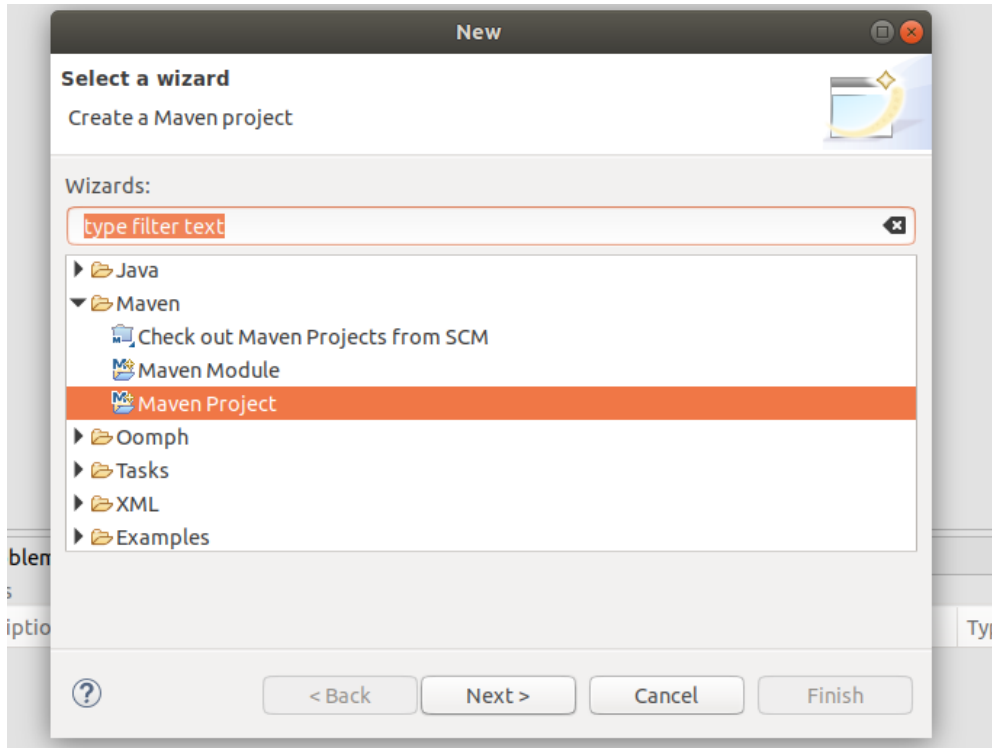 New
Select a wizard
Create a Maven project
Wizards:
type filter text
Java
Maven
Check out Maven Projects from SCM
Maven Module
Maven Project
Oomph
Tasks
XML
Examples
< Back
Next >
Cancel
Finish